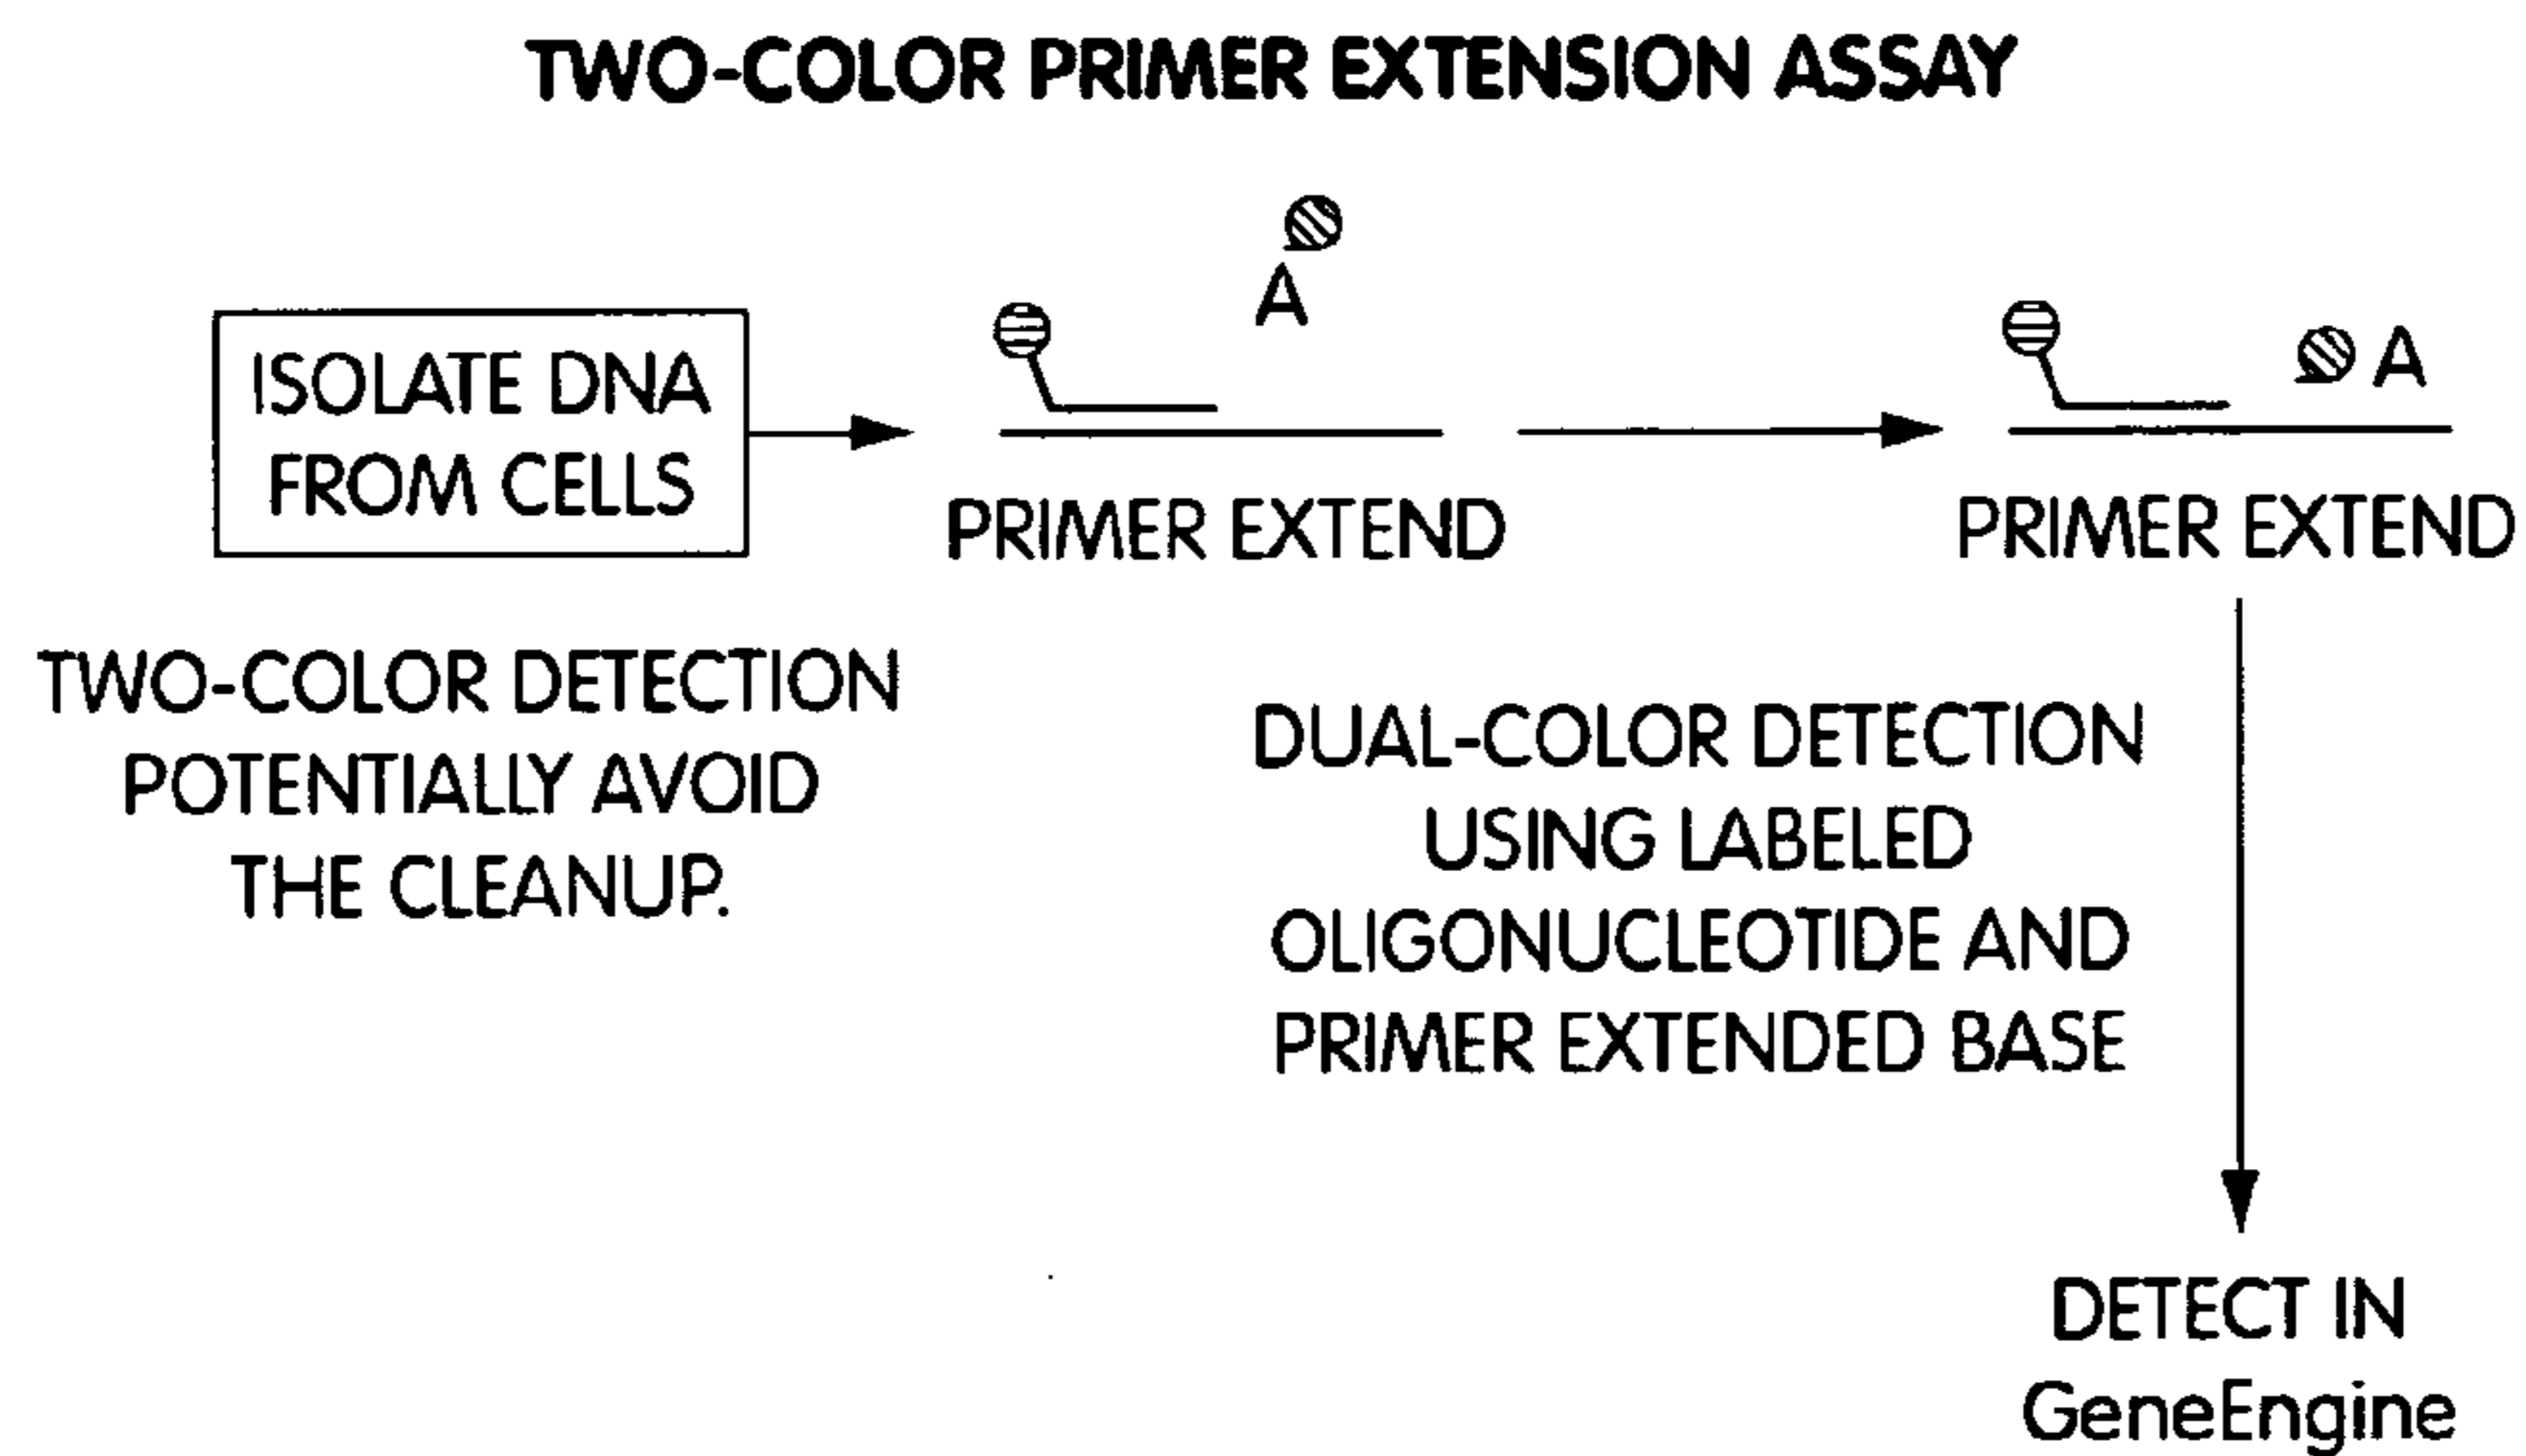 TWO-COLOR PRIMER EXTENSION ASSAY
ISOLATE DNA
FROM CELLS
A
PRIMER EXTEND
A
PRIMER EXTEND
TWO-COLOR DETECTION
POTENTIALLY AVOID
THE CLEANUP.
DUAL-COLOR DETECTION
USING LABELED
OLIGONUCLEOTIDE AND
PRIMER EXTENDED BASE
DETECT IN
GeneEngine